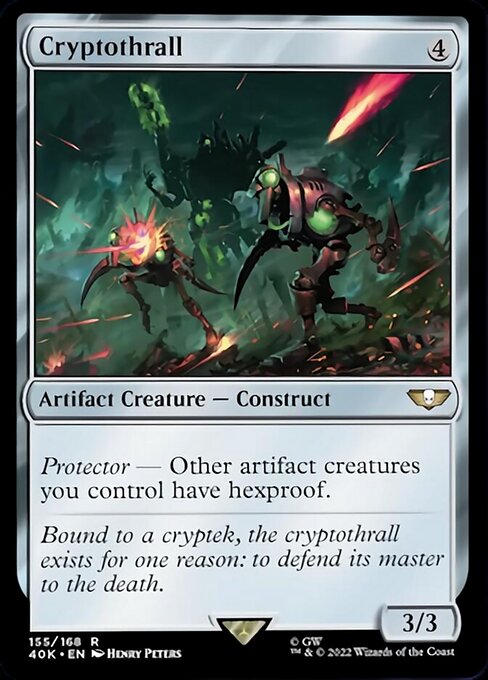 Cryptothrall 4
Artifact Creature — Construct
Protector — Other artifact creatures
you control have hexproof.
Bound to a cryptek, the cryptothrall
exists for one reason: to defend its master
to the death.
3/3
155/168 R © GW
40K • EN Henry Peters ™ & © 2022 Wizards of the Coast